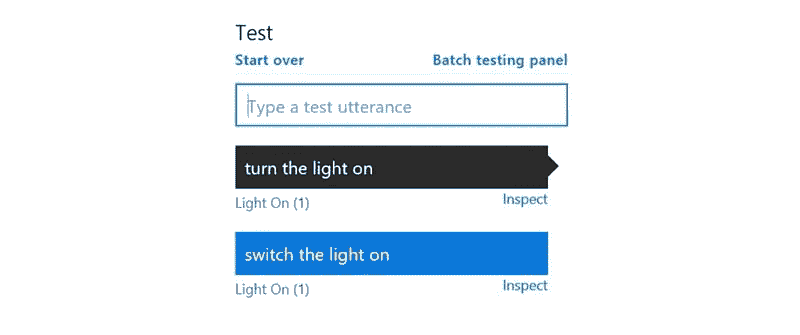 Test
Start over Batch testing panel
Type a test utterance
turn the light on
Light On (1) Inspect
switch the light on
Light On (1) Inspect